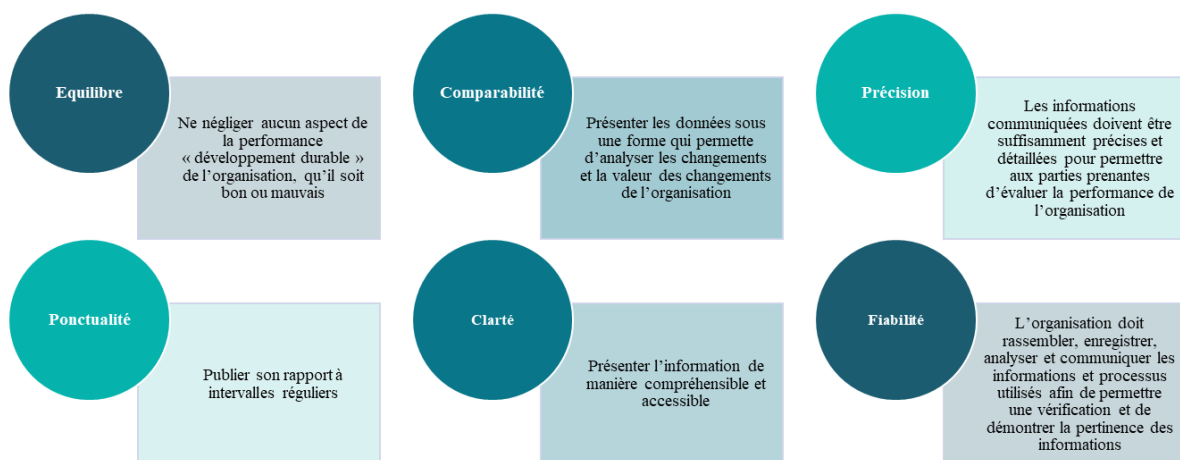 Equilibre
Ne négliger aucun aspect de
la performance
« développement durable »
de l’organisation, qu’il soit
bon ou mauvais
Comparabilité
Présenter les données sous
une forme qui permette
d’analyser les changements
et la valeur des changements
de l’organisation
Précision
Les informations
communiquées doivent être
suffisamment précises et
détaillées pour permettre
aux parties prenantes
d’évaluer la performance de
l’organisation
Ponctualité
Publier son rapport à
intervalles réguliers
Clarté
Présenter l’information de
manière compréhensible et
accessible
Fiabilité
L’organisation doit
rassembler, enregistrer,
analyser et communiquer les
informations et processus
utilisés afin de permettre
une vérification et de
démontrer la pertinence des
informations